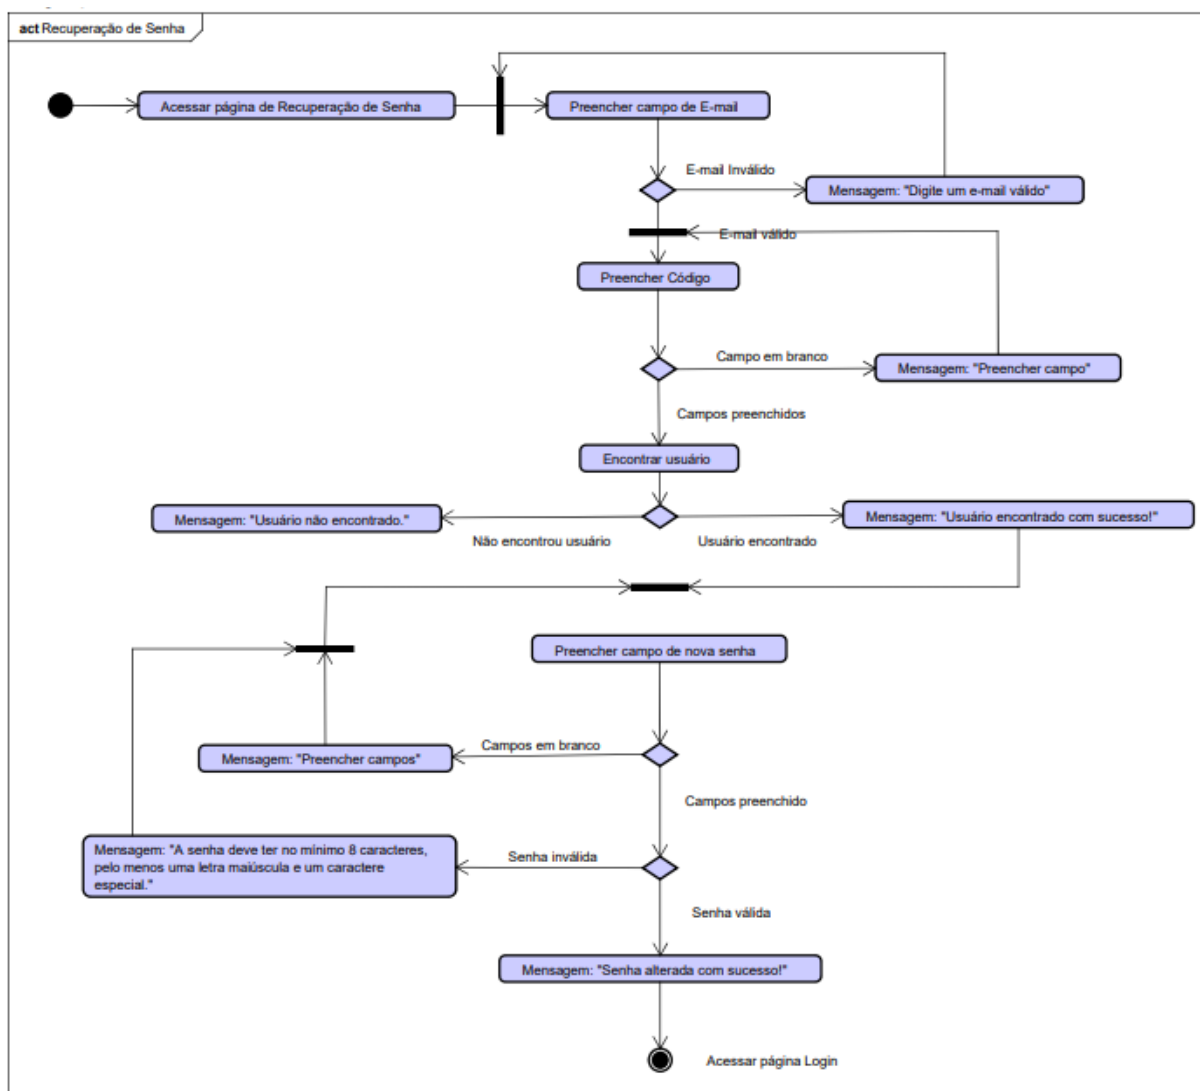 act Recuperação de Senha
Acessar página de Recuperação de Senha
Preencher campo de E-mail
E-mail Inválido
Mensagem: "Digite um e-mail válido"
E-mail válido
Preencher Código
Campo em branco
Mensagem: "Preencher campo"
Campos preenchidos
Encontrar usuário
Mensagem: "Usuário não encontrado."
Mensagem: "Usuário encontrado com sucesso!"
Não encontrou usuário
Usuário encontrado
Preencher campo de nova senha
Campos em branco
Mensagem: "Preencher campos"
Campos preenchido
Mensagem: "A senha deve ter no mínimo 8 caracteres,
pelo menos uma letra maiúscula e um caractere
especial."
Senha inválida
Senha válida
Mensagem: "Senha alterada com sucesso!"
Acessar página Login